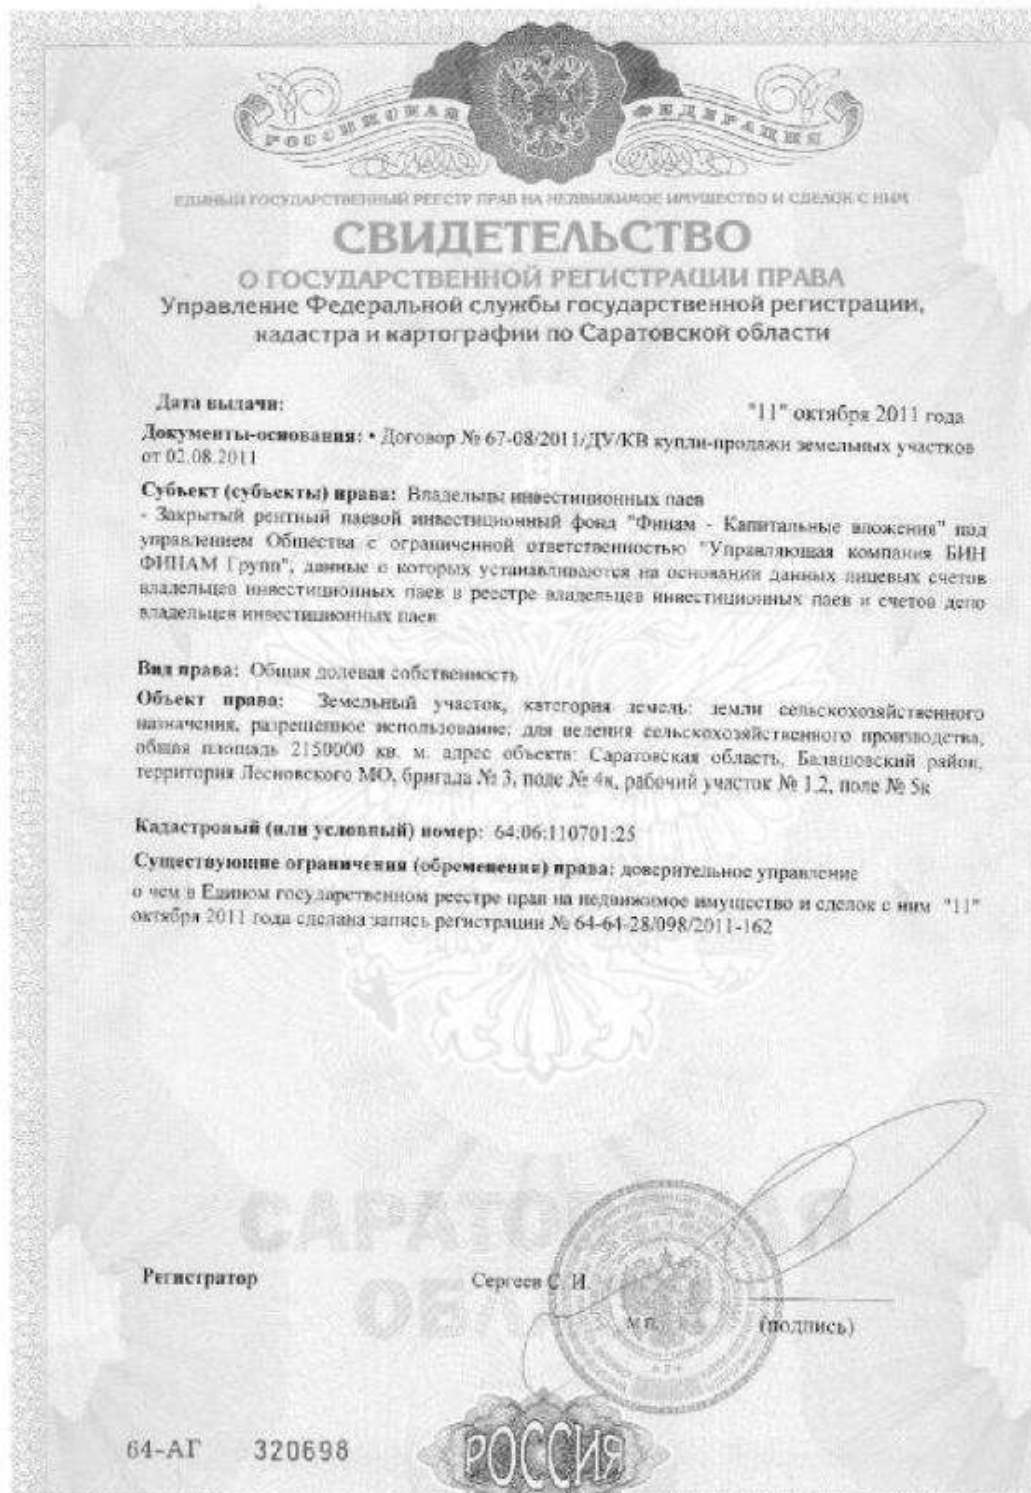 РОССИЙСКАЯ ФЕДЕРАЦИЯ
ЕДИНЫЙ ГОСУДАРСТВЕННЫЙ РЕЕСТР ПРАВ НА НЕДВИЖИМОЕ ИМУЩЕСТВО И СДЕЛОК С НИМ
СВИДЕТЕЛЬСТВО
О ГОСУДАРСТВЕННОЙ РЕГИСТРАЦИИ ПРАВА
Управление Федеральной службы государственной регистрации,
кадастра и картографии по Саратовской области
Дата выдачи: "11" октября 2011 года
Документы-основания: • Договор № 67-08/2011/ДУ/КВ купли-продажи земельных участков
от 02.08.2011
Субъект (субъекты) права: Владельцы инвестиционных паев
- Закрытый рентный паевой инвестиционный фонд "Финам - Капитальные вложения" под
управлением Общества с ограниченной ответственностью "Управляющая компания БИН
ФИНАМ Групп", данные о которых устанавливаются на основании данных лицевых счетов
владельцев инвестиционных паев в реестре владельцев инвестиционных паев и счетов депо
владельцев инвестиционных паев
Вид права: Общая долевая собственность
Объект права: Земельный участок, категория земель: земли сельскохозяйственного
назначения, разрешенное использование: для ведения сельскохозяйственного производства,
общая площадь 2150000 кв. м. адрес объекта: Саратовская область, Балашовский район,
территория Лесновского МО, бригада № 3, поле № 4к, рабочий участок № 1,2, поле № 5к
Кадастровый (или условный) номер: 64:06:110701:25
Существующие ограничения (обременения) права: доверительное управление
о чем в Едином государственном реестре прав на недвижимое имущество и сделок с ним "11"
октября 2011 года сделана запись регистрации № 64-64-28/098/2011-162
САРАТОВСКАЯ
ОБЛАСТЬ
Регистратор Сергеев С. И.
М.П. (подпись)
64-АГ 320698
РОССИЯ